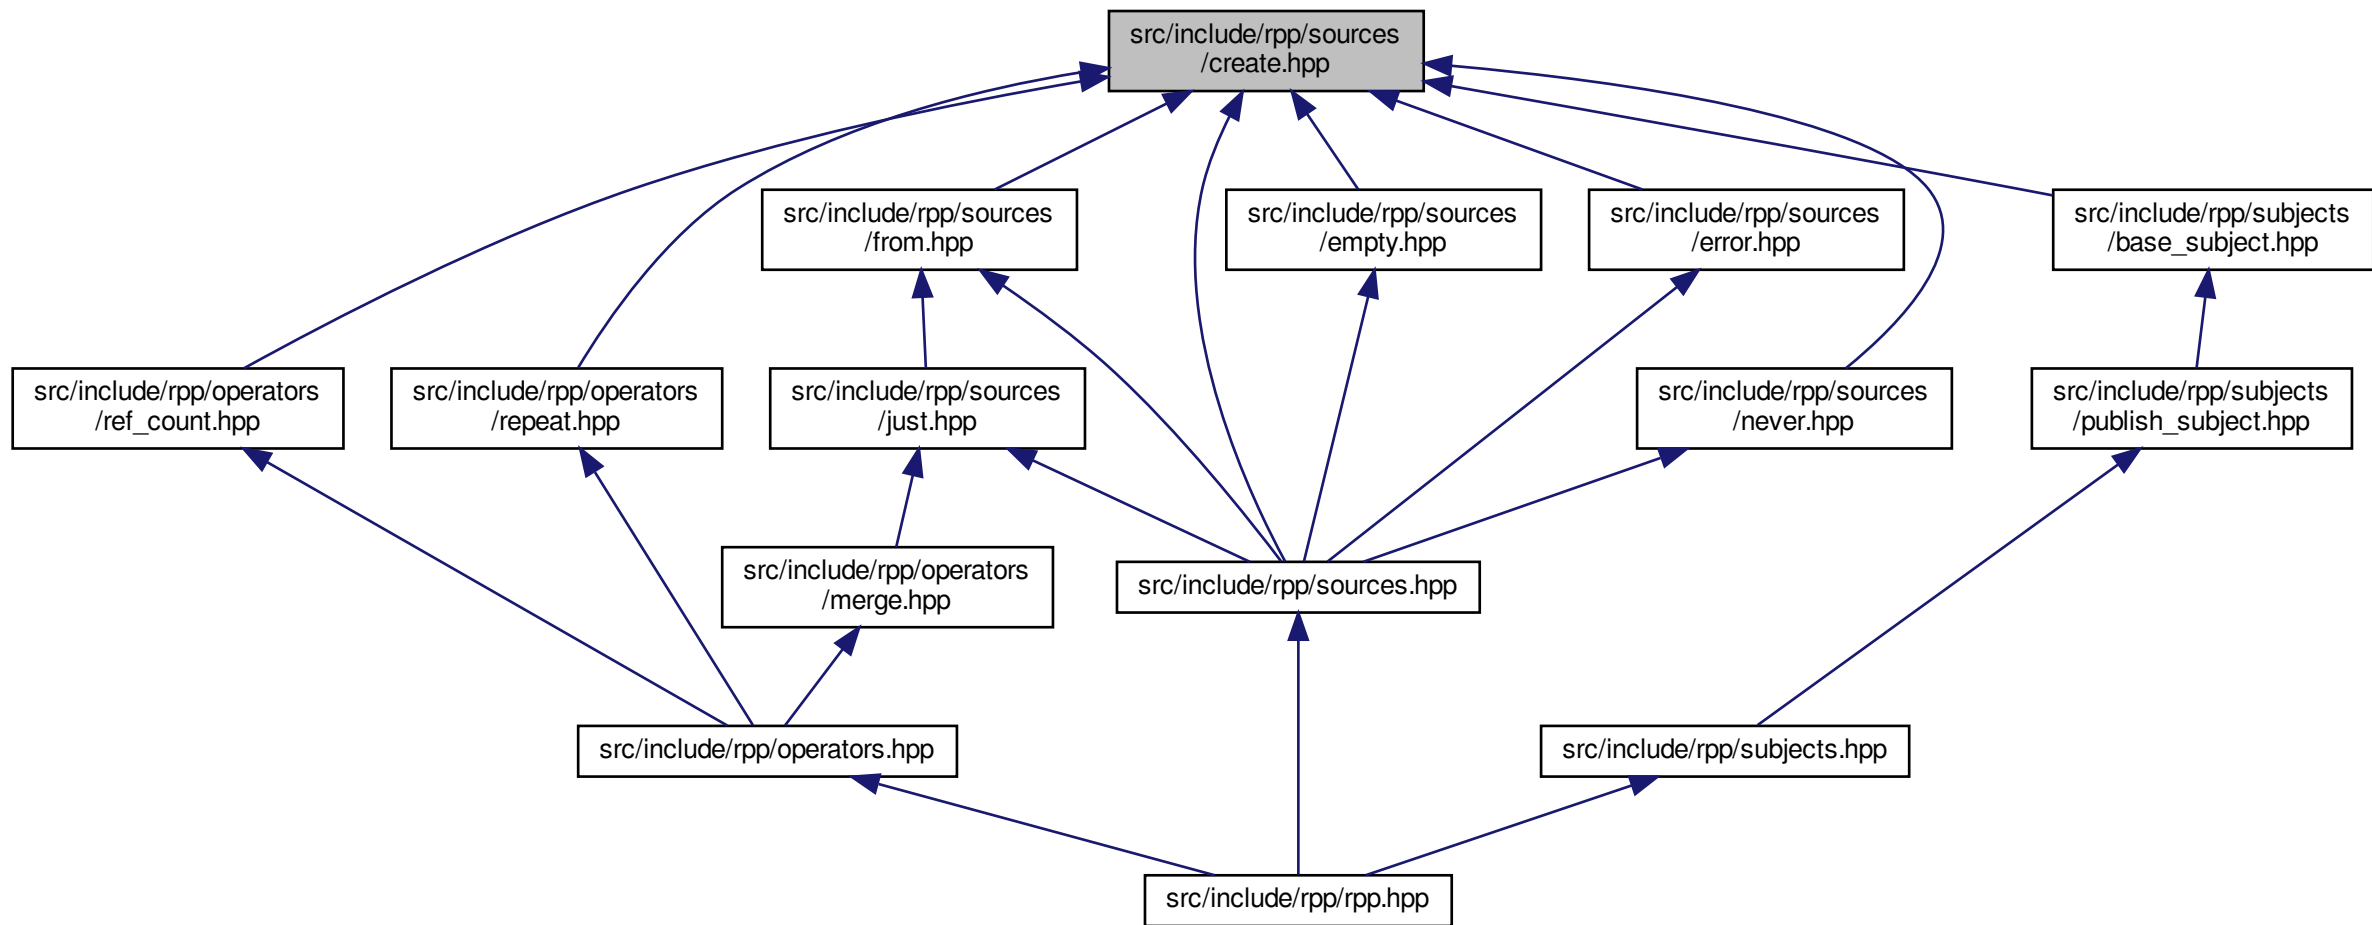 src/include/rpp/sources
/create.hpp
src/include/rpp/sources
/from.hpp
src/include/rpp/sources
/empty.hpp
src/include/rpp/sources
/error.hpp
src/include/rpp/subjects
/base_subject.hpp
src/include/rpp/operators
/ref_count.hpp
src/include/rpp/operators
/repeat.hpp
src/include/rpp/sources
/just.hpp
src/include/rpp/sources
/never.hpp
src/include/rpp/subjects
/publish_subject.hpp
src/include/rpp/operators
/merge.hpp
src/include/rpp/sources.hpp
src/include/rpp/operators.hpp
src/include/rpp/subjects.hpp
src/include/rpp/rpp.hpp